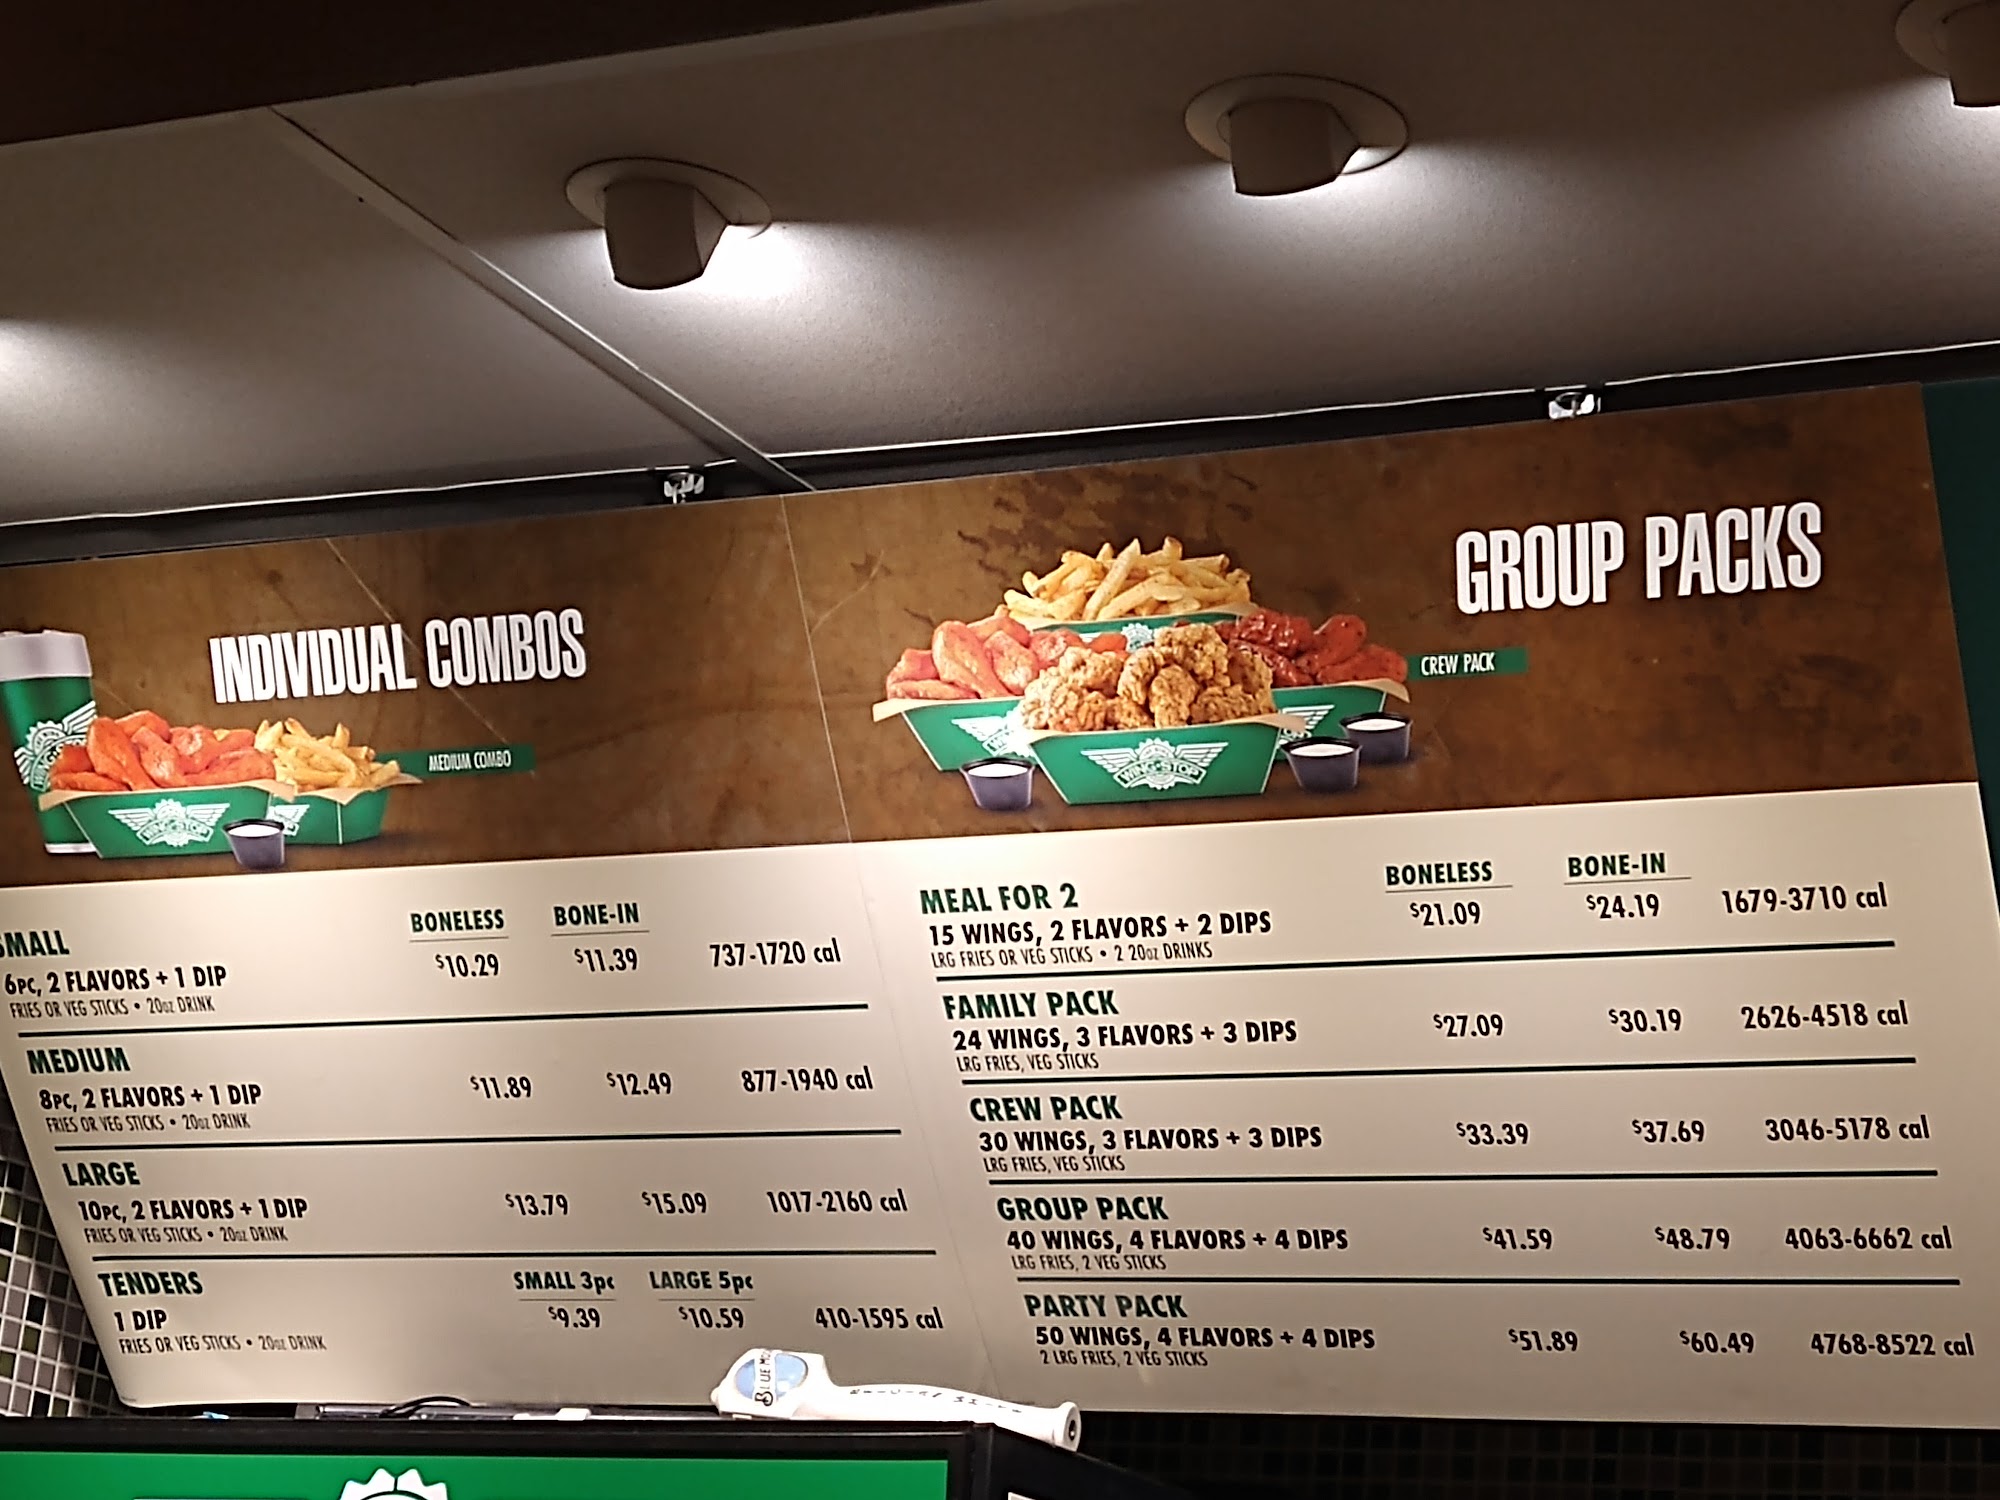 INDIVIDUAL COMBOS
MEDIUM COMBO
WING·STOP
BONELESS BONE-IN
SMALL $10.29 $11.39 737-1720 cal
6PC, 2 FLAVORS + 1 DIP
FRIES OR VEG STICKS • 20oz DRINK
MEDIUM
8PC, 2 FLAVORS + 1 DIP $11.89 $12.49 877-1940 cal
FRIES OR VEG STICKS • 20oz DRINK
LARGE
10PC, 2 FLAVORS + 1 DIP $13.79 $15.09 1017-2160 cal
FRIES OR VEG STICKS • 20oz DRINK
TENDERS SMALL 3pc LARGE 5pc
1 DIP $9.39 $10.59 410-1595 cal
FRIES OR VEG STICKS • 20oz DRINK
GROUP PACKS
CREW PACK
WING·STOP
BONELESS BONE-IN
MEAL FOR 2 $21.09 $24.19 1679-3710 cal
15 WINGS, 2 FLAVORS + 2 DIPS
LRG FRIES OR VEG STICKS • 2 20oz DRINKS
FAMILY PACK
24 WINGS, 3 FLAVORS + 3 DIPS $27.09 $30.19 2626-4518 cal
LRG FRIES, VEG STICKS
CREW PACK
30 WINGS, 3 FLAVORS + 3 DIPS $33.39 $37.69 3046-5178 cal
LRG FRIES, VEG STICKS
GROUP PACK
40 WINGS, 4 FLAVORS + 4 DIPS $41.59 $48.79 4063-6662 cal
LRG FRIES, 2 VEG STICKS
PARTY PACK
50 WINGS, 4 FLAVORS + 4 DIPS $51.89 $60.49 4768-8522 cal
2 LRG FRIES, 2 VEG STICKS
BLUE MO